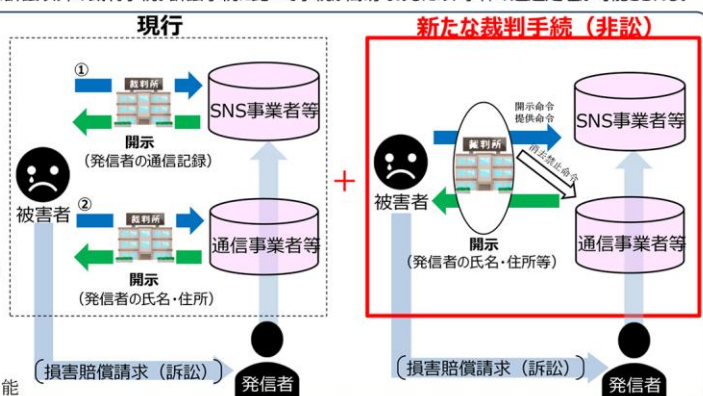 現行
①
裁判所
SNS事業者等
開示
(発信者の通信記録)
被害者
②
裁判所
通信事業者等
開示
(発信者の氏名・住所)
損害賠償請求(訴訟)
発信者
能
+
新たな裁判手続(非訟)
開示命令
提供命令
裁判所
消去禁止命令
SNS事業者等
被害者
開示
(発信者の氏名・住所等)
通信事業者等
損害賠償請求(訴訟)
発信者